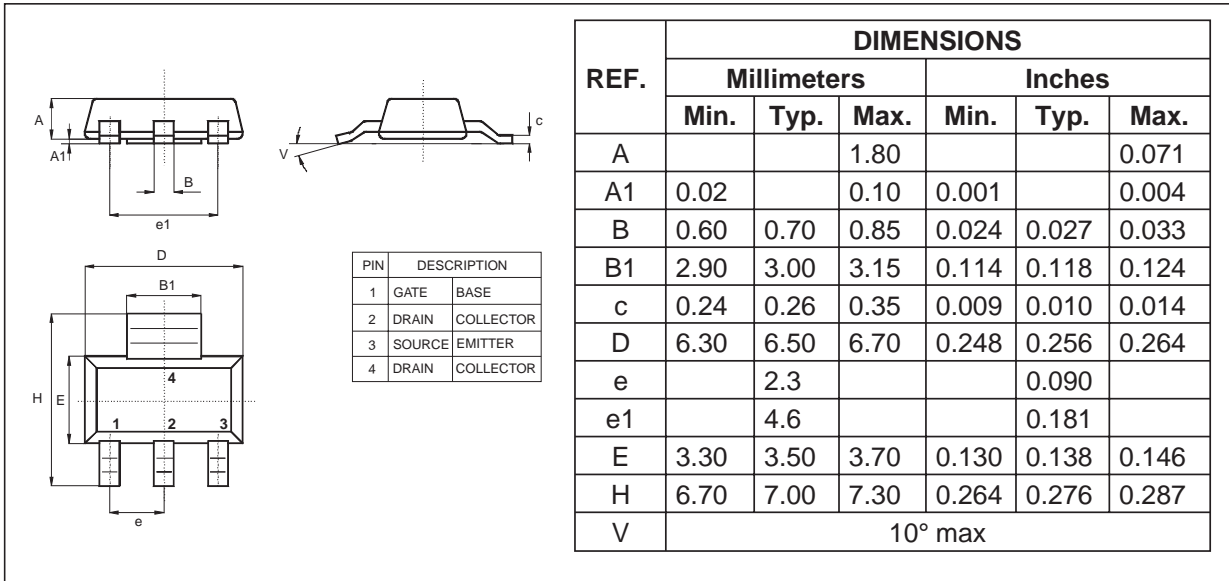 A
A1
B
e1
V
c
D
B1
H
E
4
1 2 3
e
PIN DESCRIPTION
1 GATE BASE
2 DRAIN COLLECTOR
3 SOURCE EMITTER
4 DRAIN COLLECTOR
REF. DIMENSIONS
Millimeters Inches
Min. Typ. Max. Min. Typ. Max.
A 1.80 0.071
A1 0.02 0.10 0.001 0.004
B 0.60 0.70 0.85 0.024 0.027 0.033
B1 2.90 3.00 3.15 0.114 0.118 0.124
c 0.24 0.26 0.35 0.009 0.010 0.014
D 6.30 6.50 6.70 0.248 0.256 0.264
e 2.3 0.090
e1 4.6 0.181
E 3.30 3.50 3.70 0.130 0.138 0.146
H 6.70 7.00 7.30 0.264 0.276 0.287
V 10° max